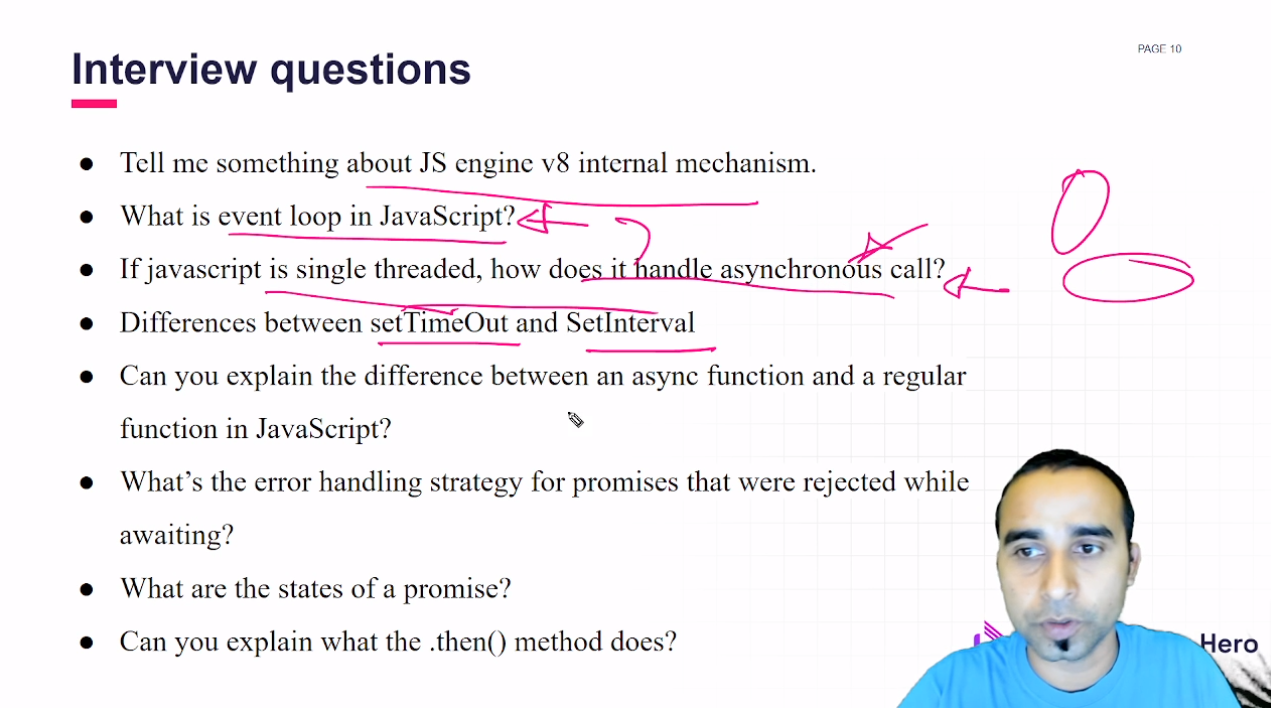 PAGE 10
Interview questions
● Tell me something about JS engine v8 internal mechanism.
● What is event loop in JavaScript?
● If javascript is single threaded, how does it handle asynchronous call?
● Differences between setTimeOut and SetInterval
● Can you explain the difference between an async function and a regular
function in JavaScript?
● What’s the error handling strategy for promises that were rejected while
awaiting?
● What are the states of a promise?
● Can you explain what the .then() method does?
Hero